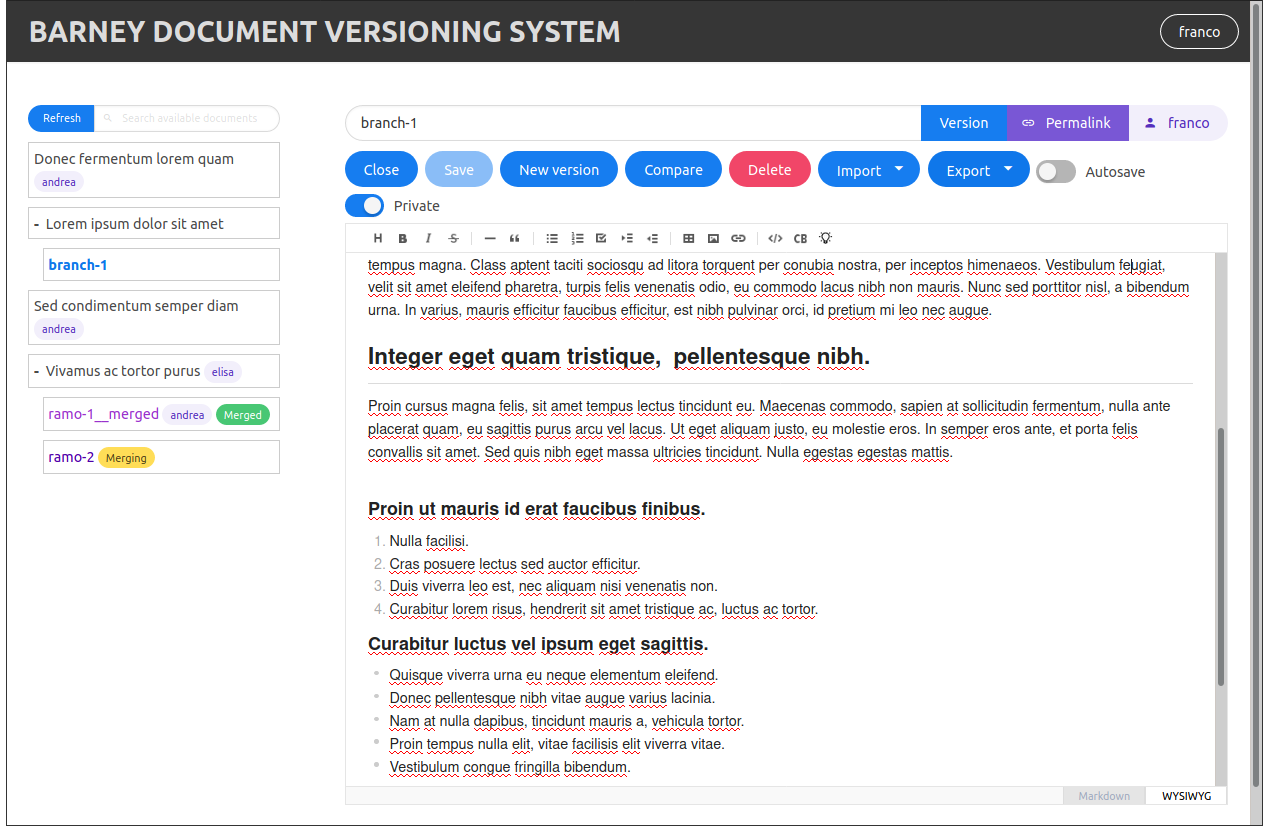 BARNEY DOCUMENT VERSIONING SYSTEM
franco
Refresh
Search available documents
Donec fermentum lorem quam
andrea
- Lorem ipsum dolor sit amet
branch-1
Sed condimentum semper diam
andrea
- Vivamus ac tortor purus elisa
ramo-1__merged andrea Merged
ramo-2 Merging
branch-1 Version Permalink franco
Close Save New version Compare Delete Import Export Autosave
Private
H B I S — “ </> CB
tempus magna. Class aptent taciti sociosqu ad litora torquent per conubia nostra, per inceptos himenaeos. Vestibulum feugiat,
velit sit amet eleifend pharetra, turpis felis venenatis odio, eu commodo lacus nibh non mauris. Nunc sed porttitor nisl, a bibendum
urna. In varius, mauris efficitur faucibus efficitur, est nibh pulvinar orci, id pretium mi leo nec augue.
Integer eget quam tristique, pellentesque nibh.
Proin cursus magna felis, sit amet tempus lectus tincidunt eu. Maecenas commodo, sapien at sollicitudin fermentum, nulla ante
placerat quam, eu sagittis purus arcu vel lacus. Ut eget aliquam justo, eu molestie eros. In semper eros ante, et porta felis
convallis sit amet. Sed quis nibh eget massa ultricies tincidunt. Nulla egestas egestas mattis.
Proin ut mauris id erat faucibus finibus.
1. Nulla facilisi.
2. Cras posuere lectus sed auctor efficitur.
3. Duis viverra leo est, nec aliquam nisi venenatis non.
4. Curabitur lorem risus, hendrerit sit amet tristique ac, luctus ac tortor.
Curabitur luctus vel ipsum eget sagittis.
• Quisque viverra urna eu neque elementum eleifend.
• Donec pellentesque nibh vitae augue varius lacinia.
• Nam at nulla dapibus, tincidunt mauris a, vehicula tortor.
• Proin tempus nulla elit, vitae facilisis elit viverra vitae.
• Vestibulum congue fringilla bibendum.
Markdown WYSIWYG